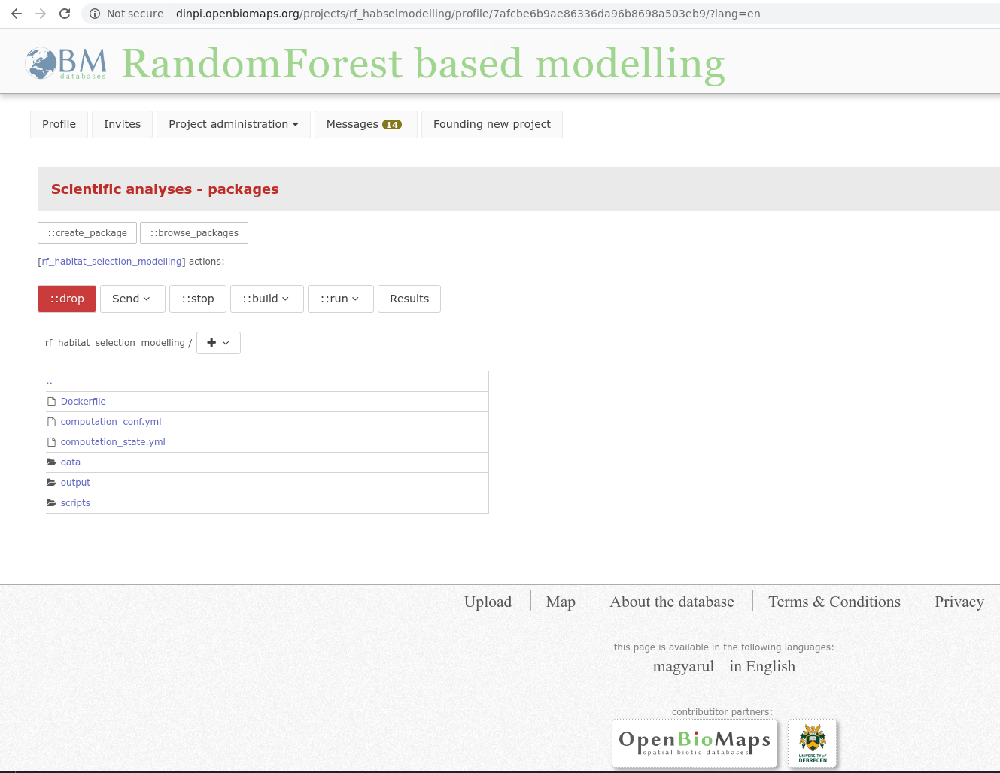 Not secure | dinpi.openbiomaps.org/projects/rf_habselmodelling/profile/7afcbe6b9ae86336da96b8698a503eb9/?lang=en
BM databases RandomForest based modelling
Profile Invites Project administration Messages 14 Founding new project
Scientific analyses - packages
::create_package ::browse_packages
[rf_habitat_selection_modelling] actions:
::drop Send ::stop ::build ::run Results
rf_habitat_selection_modelling /
..
Dockerfile
computation_conf.yml
computation_state.yml
data
output
scripts
Upload Map About the database Terms & Conditions Privacy
this page is available in the following languages:
magyarul in English
contributitor partners:
OpenBioMaps
spatial biotic databases
UNIVERSITY of
DEBRECEN